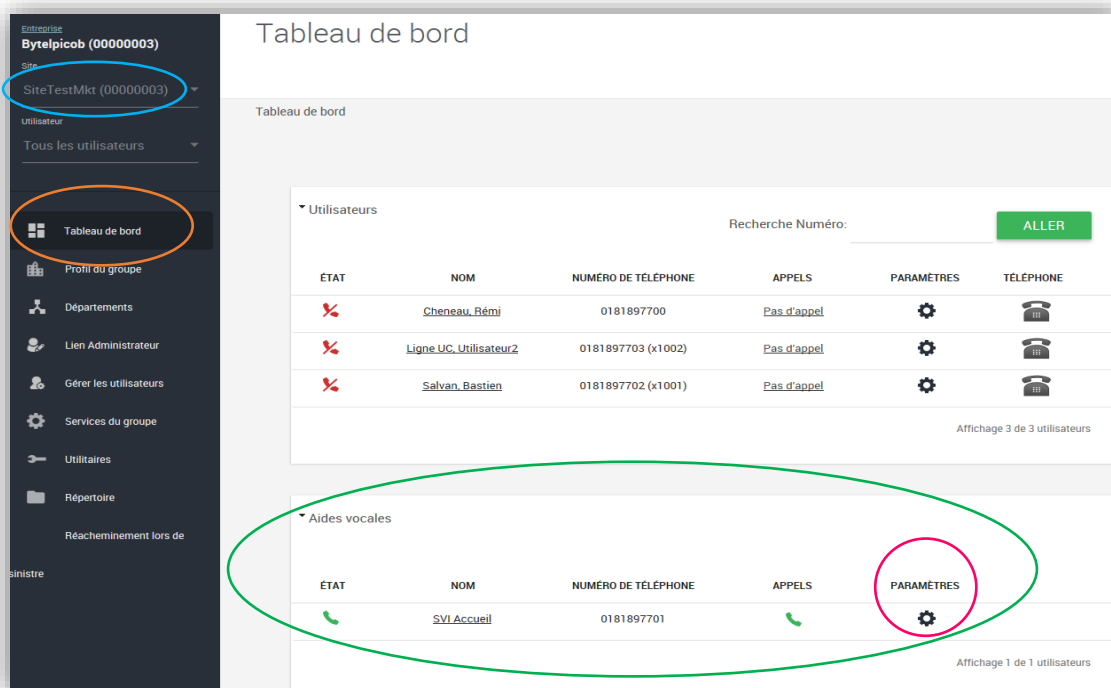 Entreprise
Bytelpicob (00000003)
Site
SiteTestMkt (00000003)
Utilisateur
Tous les utilisateurs
Tableau de bord
Profil du groupe
Départements
Lien Administrateur
Gérer les utilisateurs
Services du groupe
Utilitaires
Répertoire
Réacheminement lors de
sinistre
Tableau de bord
Tableau de bord
Utilisateurs
Recherche Numéro: ALLER
ÉTAT NOM NUMÉRO DE TÉLÉPHONE APPELS PARAMÈTRES TÉLÉPHONE
Cheneau, Rémi 0181897700 Pas d'appel
Ligne UC, Utilisateur2 0181897703 (x1002) Pas d'appel
Salvan, Bastien 0181897702 (x1001) Pas d'appel
Affichage 3 de 3 utilisateurs
Aides vocales
ÉTAT NOM NUMÉRO DE TÉLÉPHONE APPELS PARAMÈTRES
SVI Accueil 0181897701
Affichage 1 de 1 utilisateurs